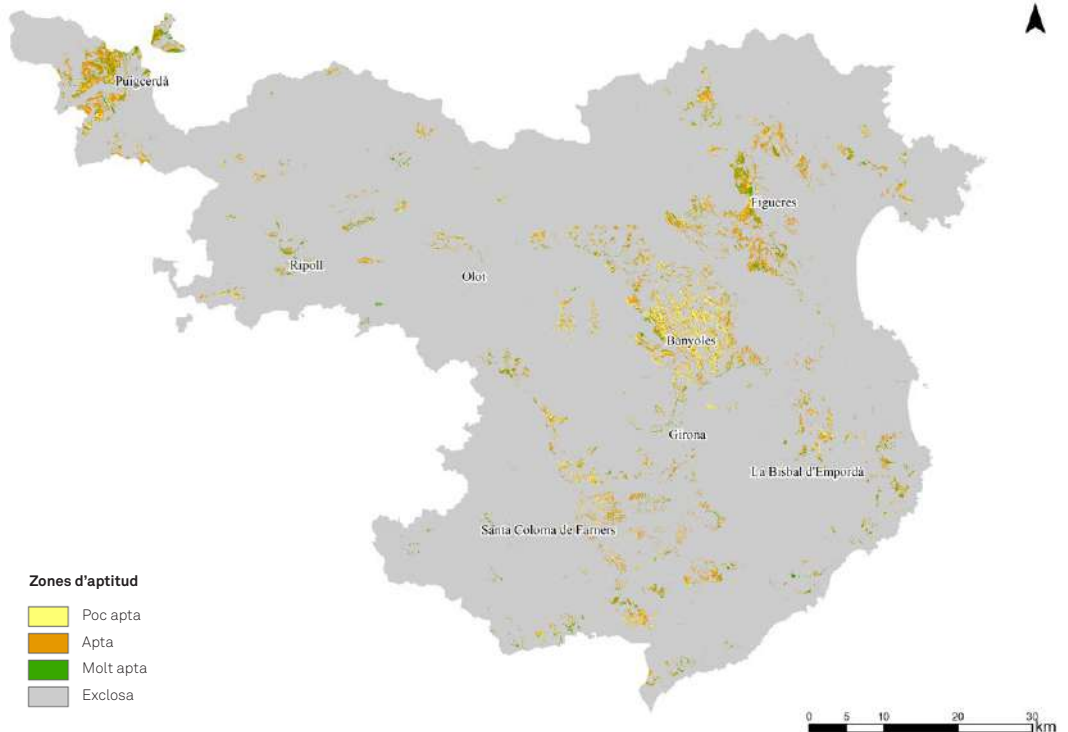 Puigcerdà
Figueres
Ripoll
Olot
Banyoles
Girona
La Bisbal d'Empordà
Santa Coloma de Farners
Zones d'aptitud
Poc apta
Apta
Molt apta
Exclosa
0 5 10 20 30
km